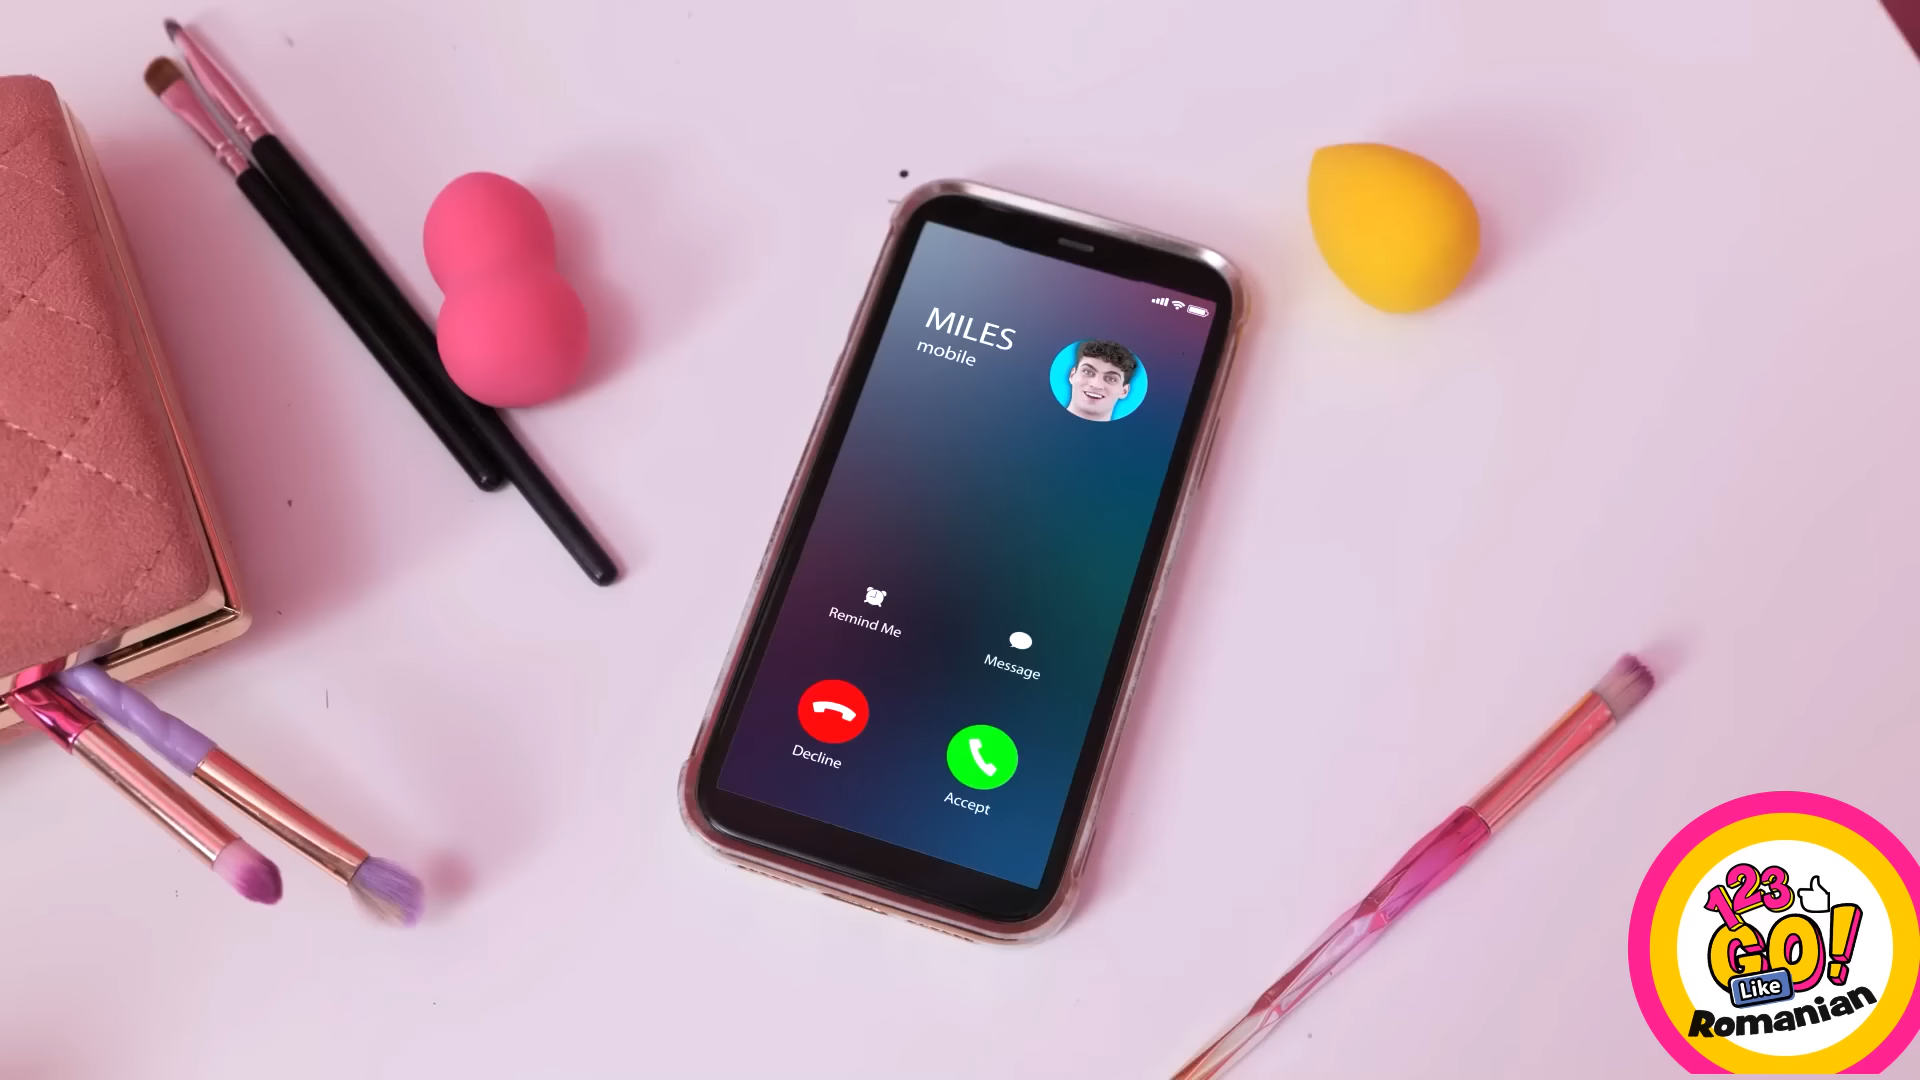 MILES
mobile
Remind Me
Message
Decline
Accept
123
GO!
Like
Romanian